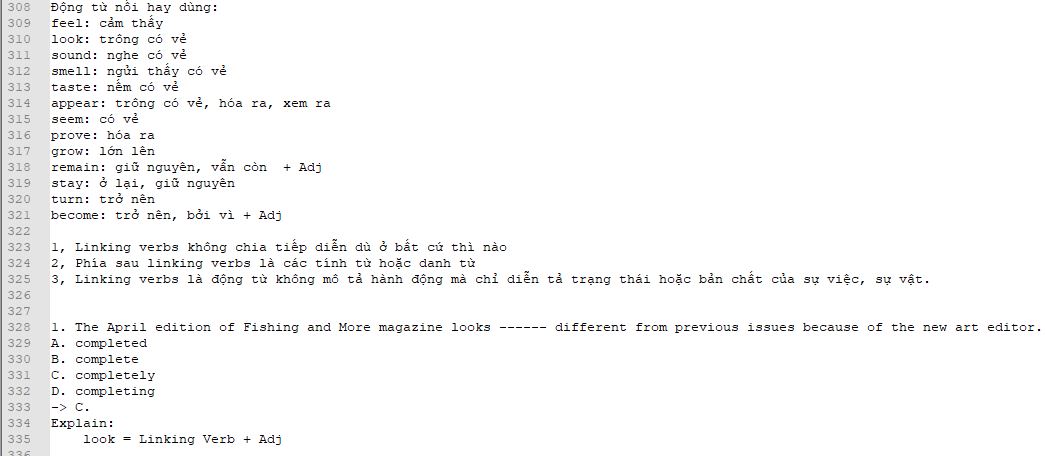 308 Động từ nối hay dùng:
309 feel: cảm thấy
310 look: trông có vẻ
311 sound: nghe có vẻ
312 smell: ngửi thấy có vẻ
313 taste: nếm có vẻ
314 appear: trông có vẻ, hóa ra, xem ra
315 seem: có vẻ
316 prove: hóa ra
317 grow: lớn lên
318 remain: giữ nguyên, vẫn còn  + Adj
319 stay: ở lại, giữ nguyên
320 turn: trở nên
321 become: trở nên, bởi vì + Adj
322
323 1, Linking verbs không chia tiếp diễn dù ở bất cứ thì nào
324 2, Phía sau linking verbs là các tính từ hoặc danh từ
325 3, Linking verbs là động từ không mô tả hành động mà chỉ diễn tả trạng thái hoặc bản chất của sự việc, sự vật.
326
327
328 1. The April edition of Fishing and More magazine looks ------ different from previous issues because of the new art editor.
329 A. completed
330 B. complete
331 C. completely
332 D. completing
333 -> C.
334 Explain:
335     look = Linking Verb + Adj
336